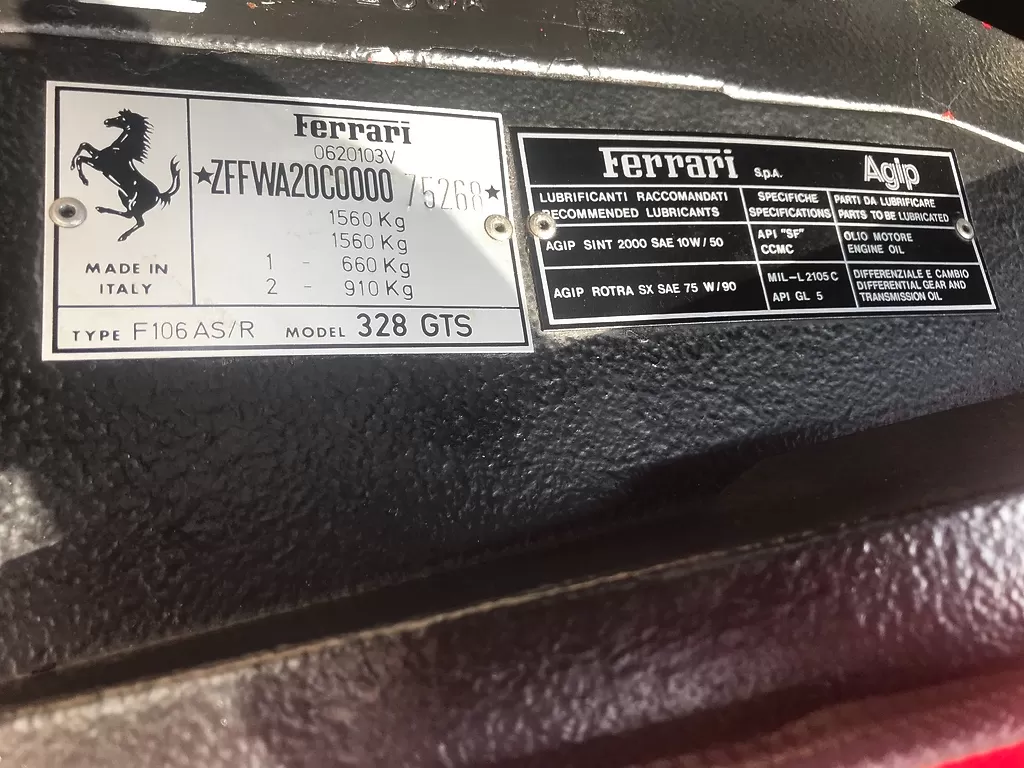 Ferrari
0620103V
★ZFFWA20C0000 75268★
1560 Kg
1560 Kg
1 - 660 Kg
2 - 910 Kg
MADE IN
ITALY
TYPE F106 AS/R MODEL 328 GTS
Ferrari S.p.A. Agip
LUBRIFICANTI RACCOMANDATI SPECIFICHE PARTI DA LUBRIFICARE
RECOMMENDED LUBRICANTS SPECIFICATIONS PARTS TO BE LUBRICATED
AGIP SINT 2000 SAE 10W/50
API "SF"
CCMC
OLIO MOTORE
ENGINE OIL
AGIP ROTRA SX SAE 75 W/90
MIL-L2105C
API GL 5
DIFFERENZIALE E CAMBIO
DIFFERENTIAL GEAR AND
TRANSMISSION OIL